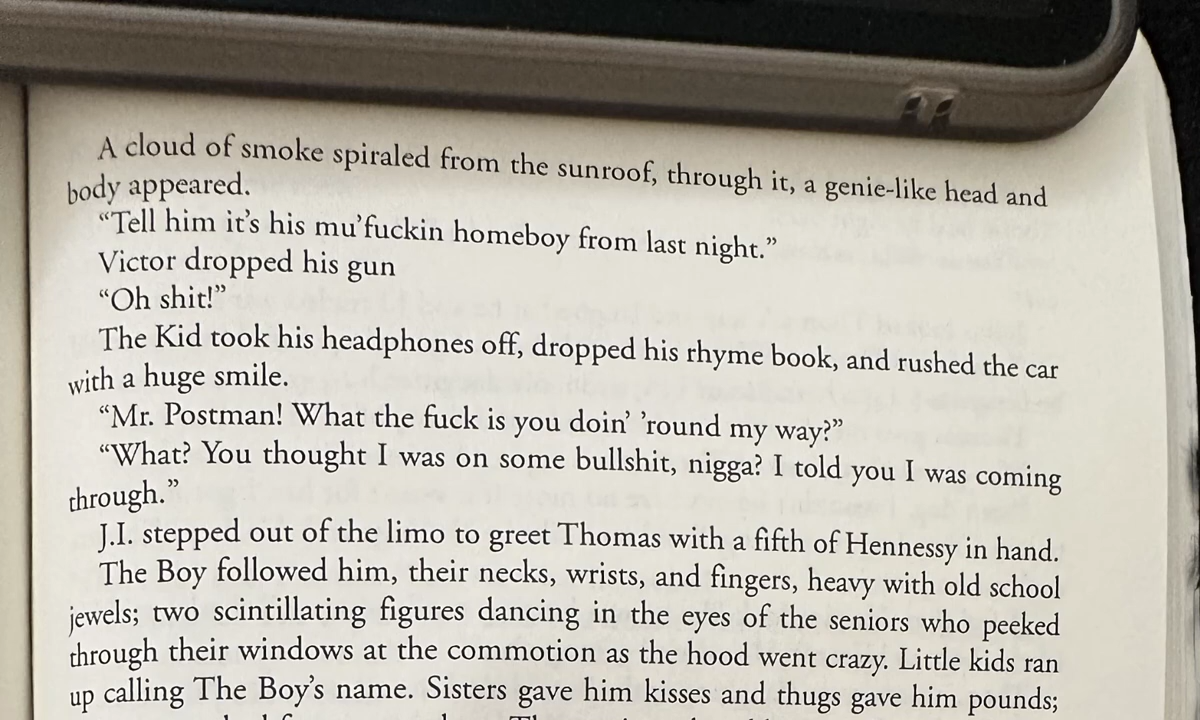 A cloud of smoke spiraled from the sunroof, through it, a genie-like head and
body appeared.
“Tell him it’s his mu’fuckin homeboy from last night.”
Victor dropped his gun
“Oh shit!”
The Kid took his headphones off, dropped his rhyme book, and rushed the car
with a huge smile.
“Mr. Postman! What the fuck is you doin’ ’round my way?”
“What? You thought I was on some bullshit, nigga? I told you I was coming
through.”
J.I. stepped out of the limo to greet Thomas with a fifth of Hennessy in hand.
The Boy followed him, their necks, wrists, and fingers, heavy with old school
jewels; two scintillating figures dancing in the eyes of the seniors who peeked
through their windows at the commotion as the hood went crazy. Little kids ran
up calling The Boy’s name. Sisters gave him kisses and thugs gave him pounds;